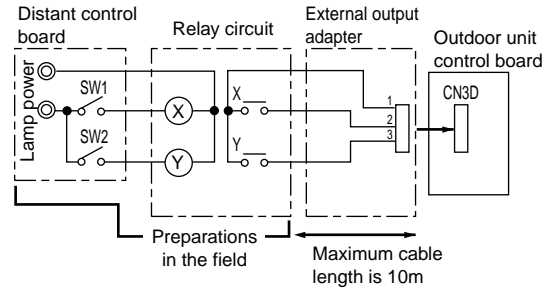 Distant control
board
Relay circuit
External output
adapter
Outdoor unit
control board
Lamp power
SW1
SW2
X
Y
X
Y
1
2
3
CN3D
Preparations
in the field
Maximum cable
length is 10m